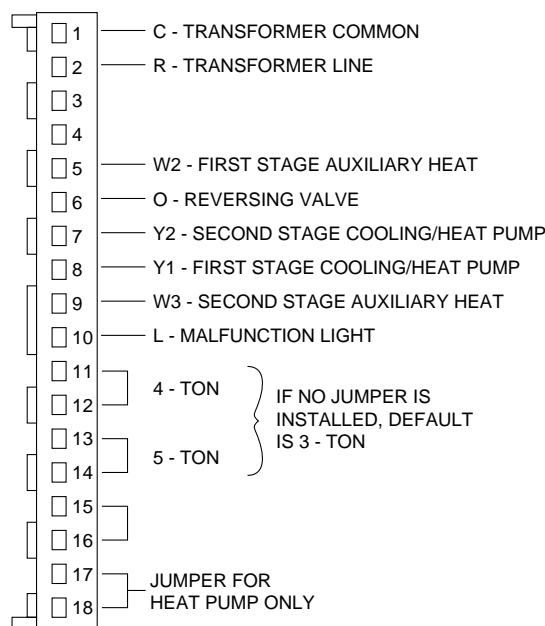 1 C - TRANSFORMER COMMON
2 R - TRANSFORMER LINE
3
4
5 W2 - FIRST STAGE AUXILIARY HEAT
6 O - REVERSING VALVE
7 Y2 - SECOND STAGE COOLING/HEAT PUMP
8 Y1 - FIRST STAGE COOLING/HEAT PUMP
9 W3 - SECOND STAGE AUXILIARY HEAT
10 L - MALFUNCTION LIGHT
11
12
4 - TON
13
14
5 - TON
IF NO JUMPER IS
INSTALLED, DEFAULT
IS 3 - TON
15
16
17
18
JUMPER FOR
HEAT PUMP ONLY